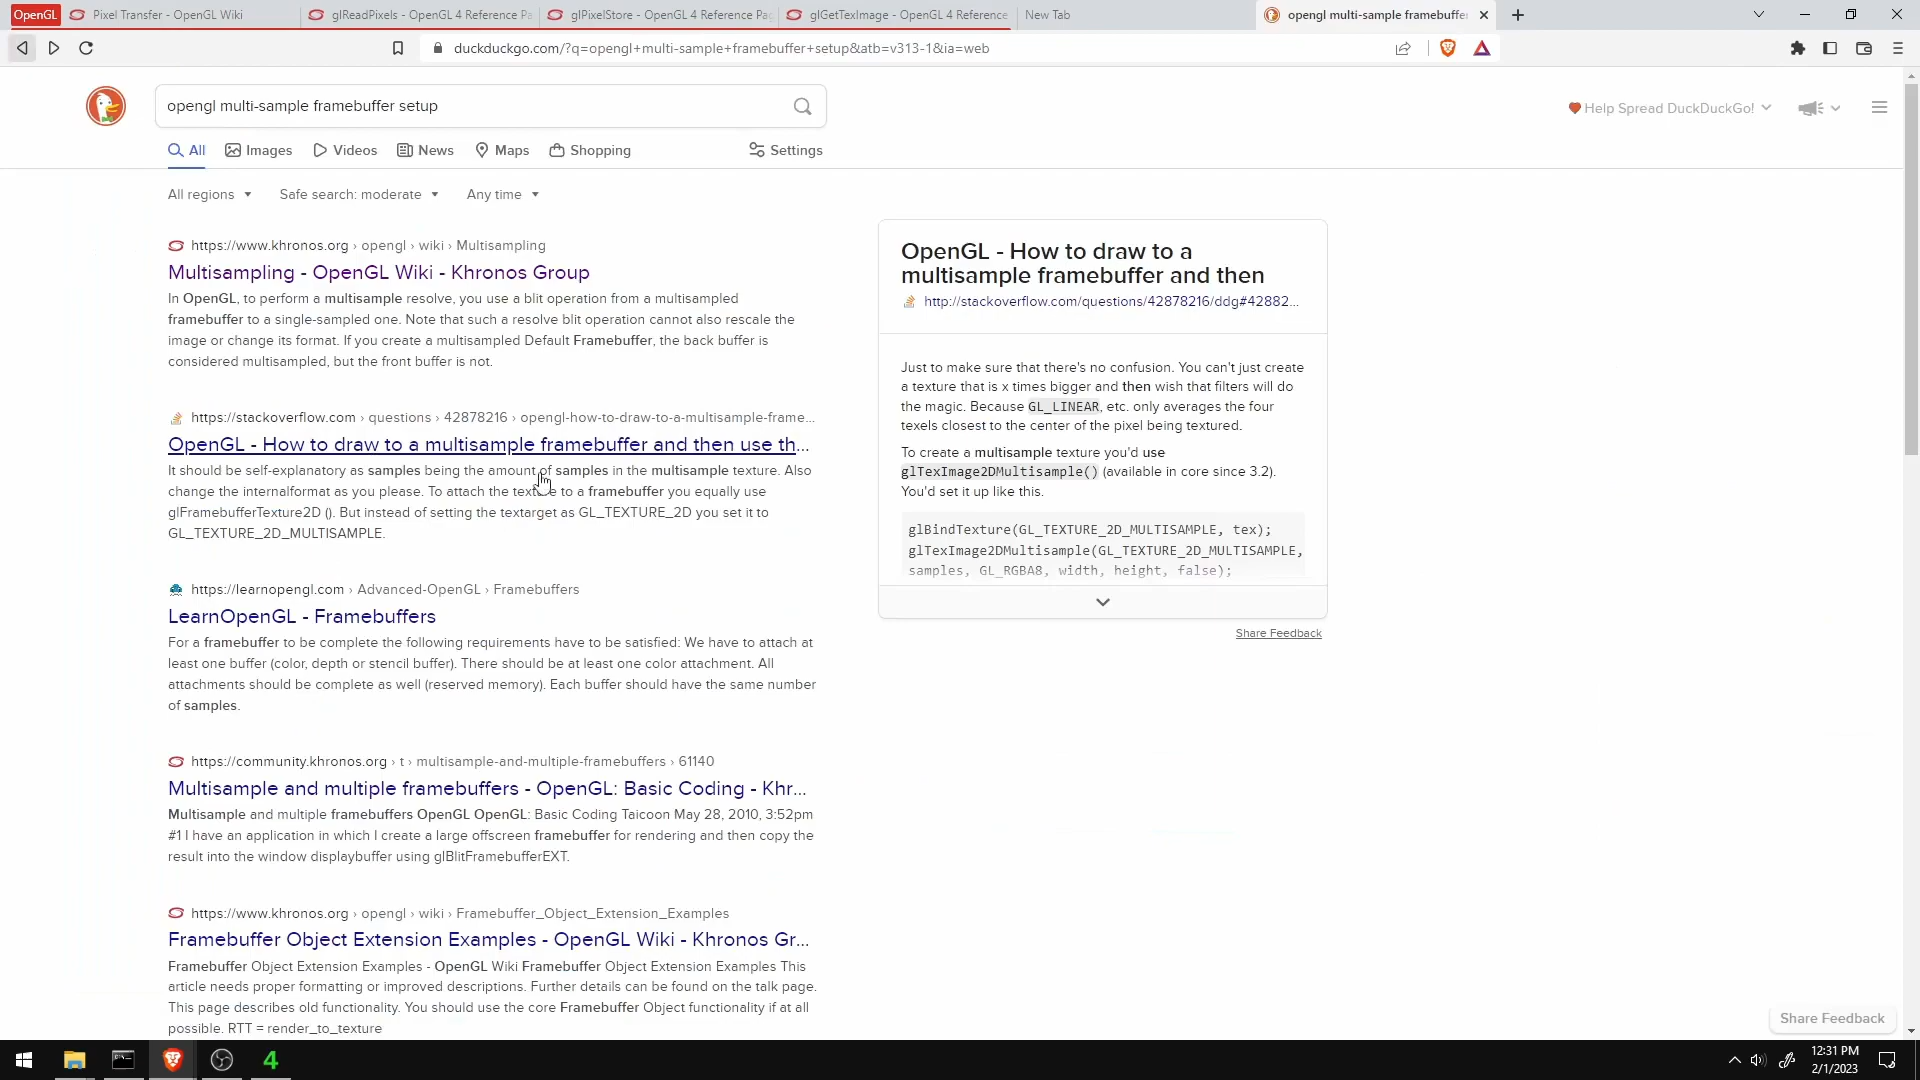 OpenGL
Pixel Transfer - OpenGL Wiki
glReadPixels - OpenGL 4 Reference Pa
glPixelStore - OpenGL 4 Reference Pag
glGetTexImage - OpenGL 4 Reference
New Tab
opengl multi-sample framebuffer
duckduckgo.com/?q=opengl+multi-sample+framebuffer+setup&atb=v313-1&ia=web
opengl multi-sample framebuffer setup
Help Spread DuckDuckGo!
All
Images
Videos
News
Maps
Shopping
Settings
All regions
Safe search: moderate
Any time
https://www.khronos.org › opengl › wiki › Multisampling
Multisampling - OpenGL Wiki - Khronos Group
In OpenGL, to perform a multisample resolve, you use a blit operation from a multisampled
framebuffer to a single-sampled one. Note that such a resolve blit operation cannot also rescale the
image or change its format. If you create a multisampled Default Framebuffer, the back buffer is
considered multisampled, but the front buffer is not.
https://stackoverflow.com › questions › 42878216 › opengl-how-to-draw-to-a-multisample-frame...
OpenGL - How to draw to a multisample framebuffer and then use th...
It should be self-explanatory as samples being the amount of samples in the multisample texture. Also
change the internalformat as you please. To attach the texture to a framebuffer you equally use
glFramebufferTexture2D (). But instead of setting the textarget as GL_TEXTURE_2D you set it to
GL_TEXTURE_2D_MULTISAMPLE.
https://learnopengl.com › Advanced-OpenGL › Framebuffers
LearnOpenGL - Framebuffers
For a framebuffer to be complete the following requirements have to be satisfied: We have to attach at
least one buffer (color, depth or stencil buffer). There should be at least one color attachment. All
attachments should be complete as well (reserved memory). Each buffer should have the same number
of samples.
https://community.khronos.org › t › multisample-and-multiple-framebuffers › 61140
Multisample and multiple framebuffers - OpenGL: Basic Coding - Khr...
Multisample and multiple framebuffers OpenGL OpenGL: Basic Coding Taicoon May 28, 2010, 3:52pm
#1 I have an application in which I create a large offscreen framebuffer for rendering and then copy the
result into the window displaybuffer using glBlitFramebufferEXT.
https://www.khronos.org › opengl › wiki › Framebuffer_Object_Extension_Examples
Framebuffer Object Extension Examples - OpenGL Wiki - Khronos Gr...
Framebuffer Object Extension Examples - OpenGL Wiki Framebuffer Object Extension Examples This
article needs proper formatting or improved descriptions. Further details can be found on the talk page.
This page describes old functionality. You should use the core Framebuffer Object functionality if at all
possible. RTT = render_to_texture
OpenGL - How to draw to a
multisample framebuffer and then
http://stackoverflow.com/questions/42878216/ddg#42882...
Just to make sure that there's no confusion. You can't just create
a texture that is x times bigger and then wish that filters will do
the magic. Because GL_LINEAR, etc. only averages the four
texels closest to the center of the pixel being textured.
To create a multisample texture you'd use
glTexImage2DMultisample() (available in core since 3.2).
You'd set it up like this.
glBindTexture(GL_TEXTURE_2D_MULTISAMPLE, tex);
glTexImage2DMultisample(GL_TEXTURE_2D_MULTISAMPLE,
samples, GL_RGBA8, width, height, false);
Share Feedback
Share Feedback
4
12:31 PM
2/1/2023